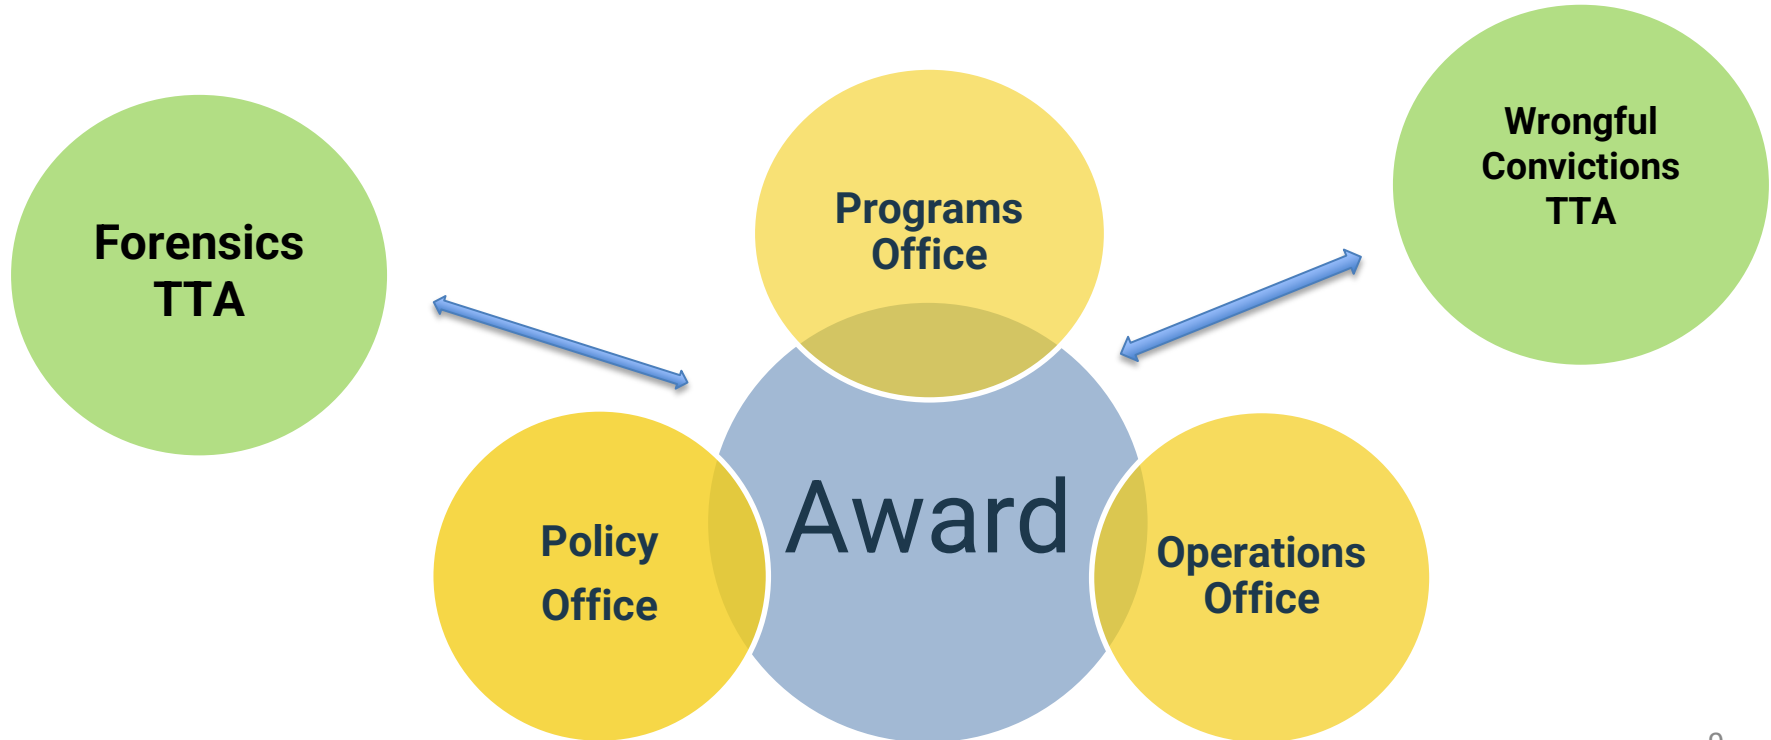 Forensics
TTA
Programs
Office
Wrongful
Convictions
TTA
Award
Policy
Office
Operations
Office